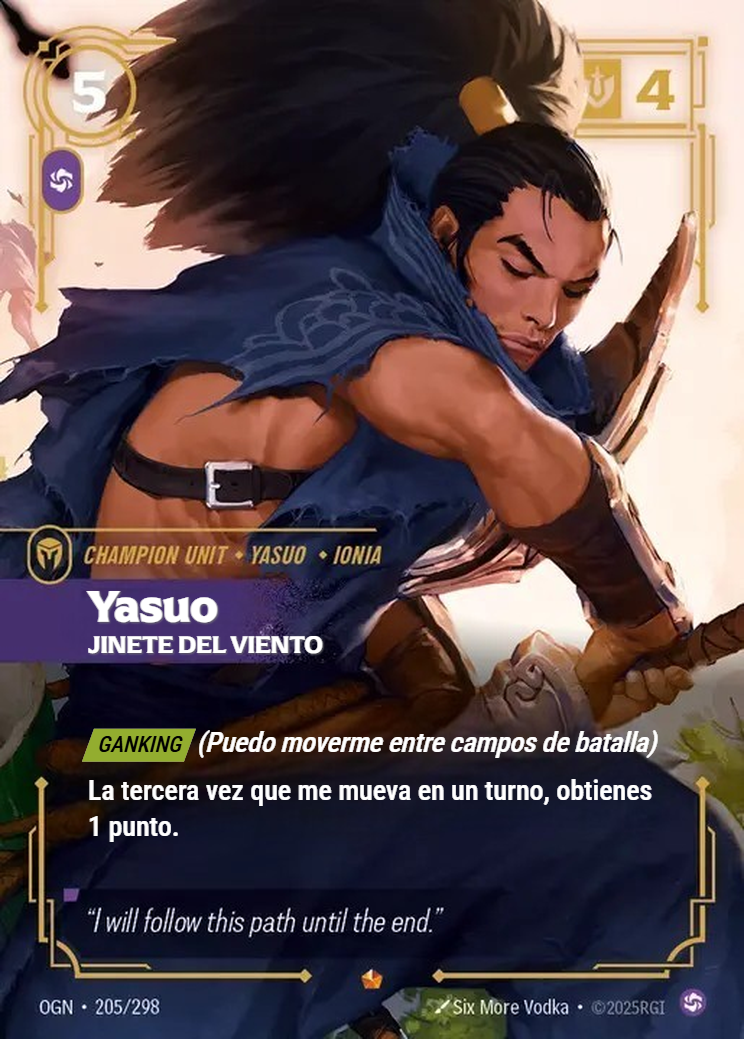 5
4
CHAMPION UNIT • YASUO • IONIA
Yasuo
JINETE DEL VIENTO
GANKING (Puedo moverme entre campos de batalla)
La tercera vez que me mueva en un turno, obtienes
1 punto.
“I will follow this path until the end.”
OGN • 205/298
Six More Vodka • ©2025RGI